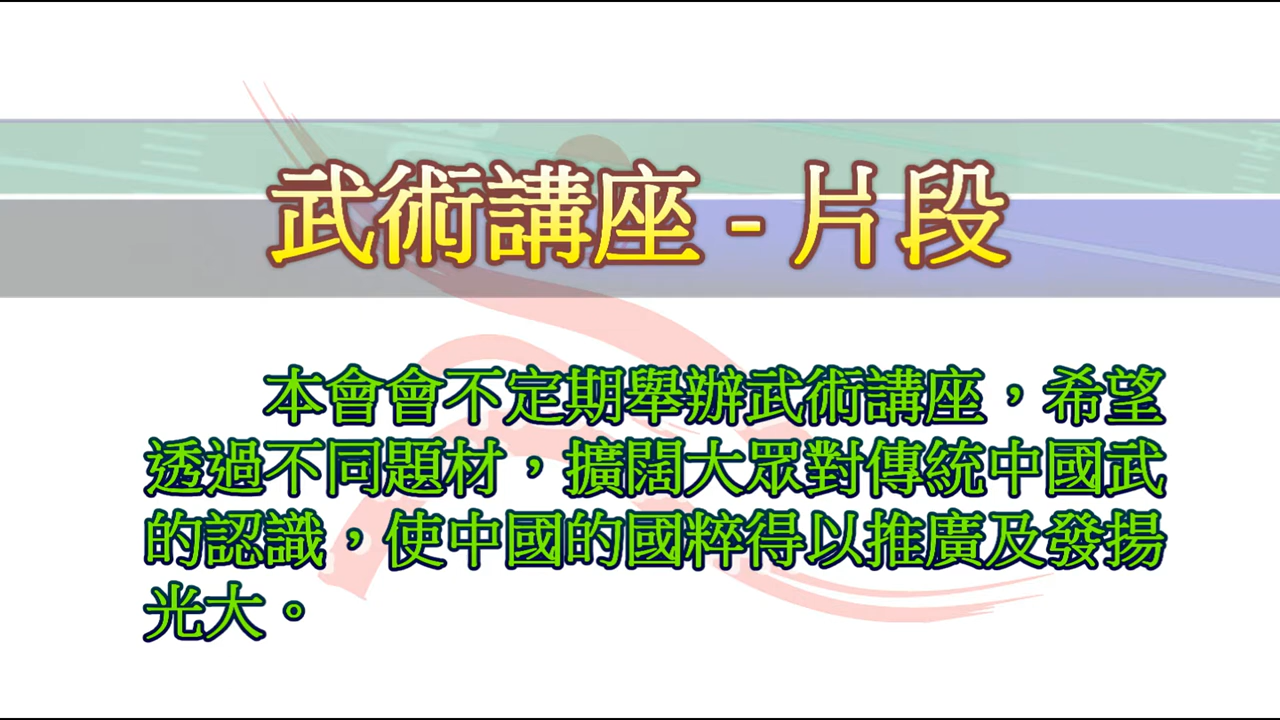 武術講座 - 片段
本會會不定期舉辦武術講座，希望
透過不同題材，擴闊大眾對傳統中國武
的認識，使中國的國粹得以推廣及發揚
光大。